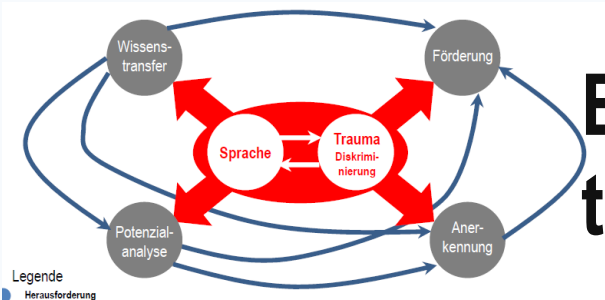 Wissens-
transfer
Förderung
E
Sprache
Trauma
Diskrimi-
nierung
t
Potenzial-
analyse
Aner-
kennung
Legende
Herausforderung